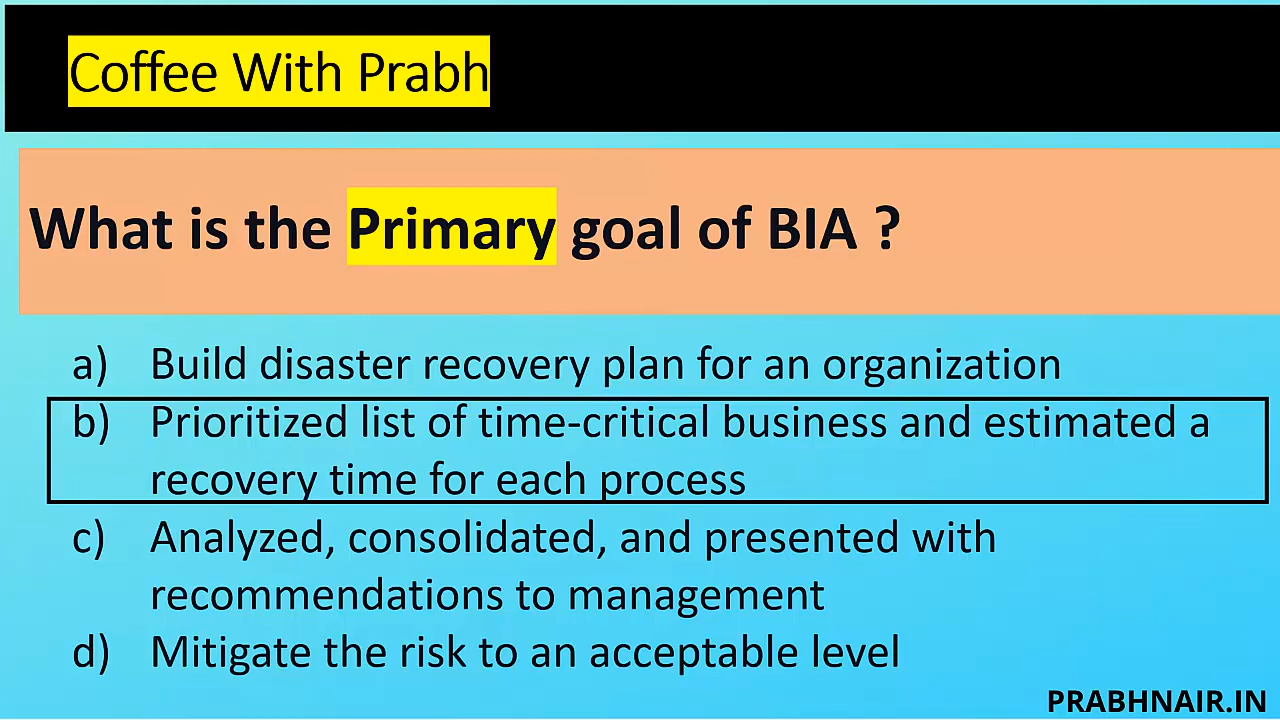 Coffee With Prabh
What is the Primary goal of BIA ?
a) Build disaster recovery plan for an organization
b) Prioritized list of time-critical business and estimated a
recovery time for each process
c) Analyzed, consolidated, and presented with
recommendations to management
d) Mitigate the risk to an acceptable level
PRABHNAIR.IN